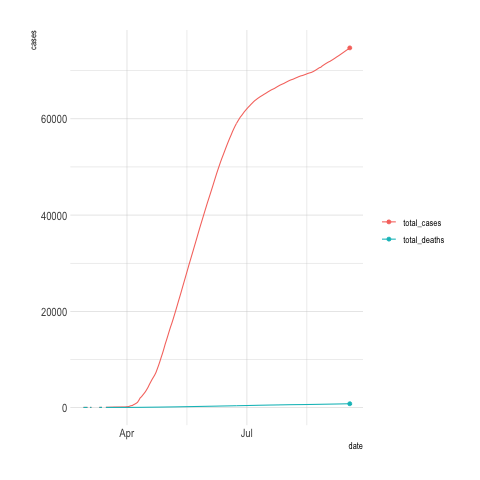 cases
60000
40000
20000
0
Apr
Jul
date
total_cases
total_deaths